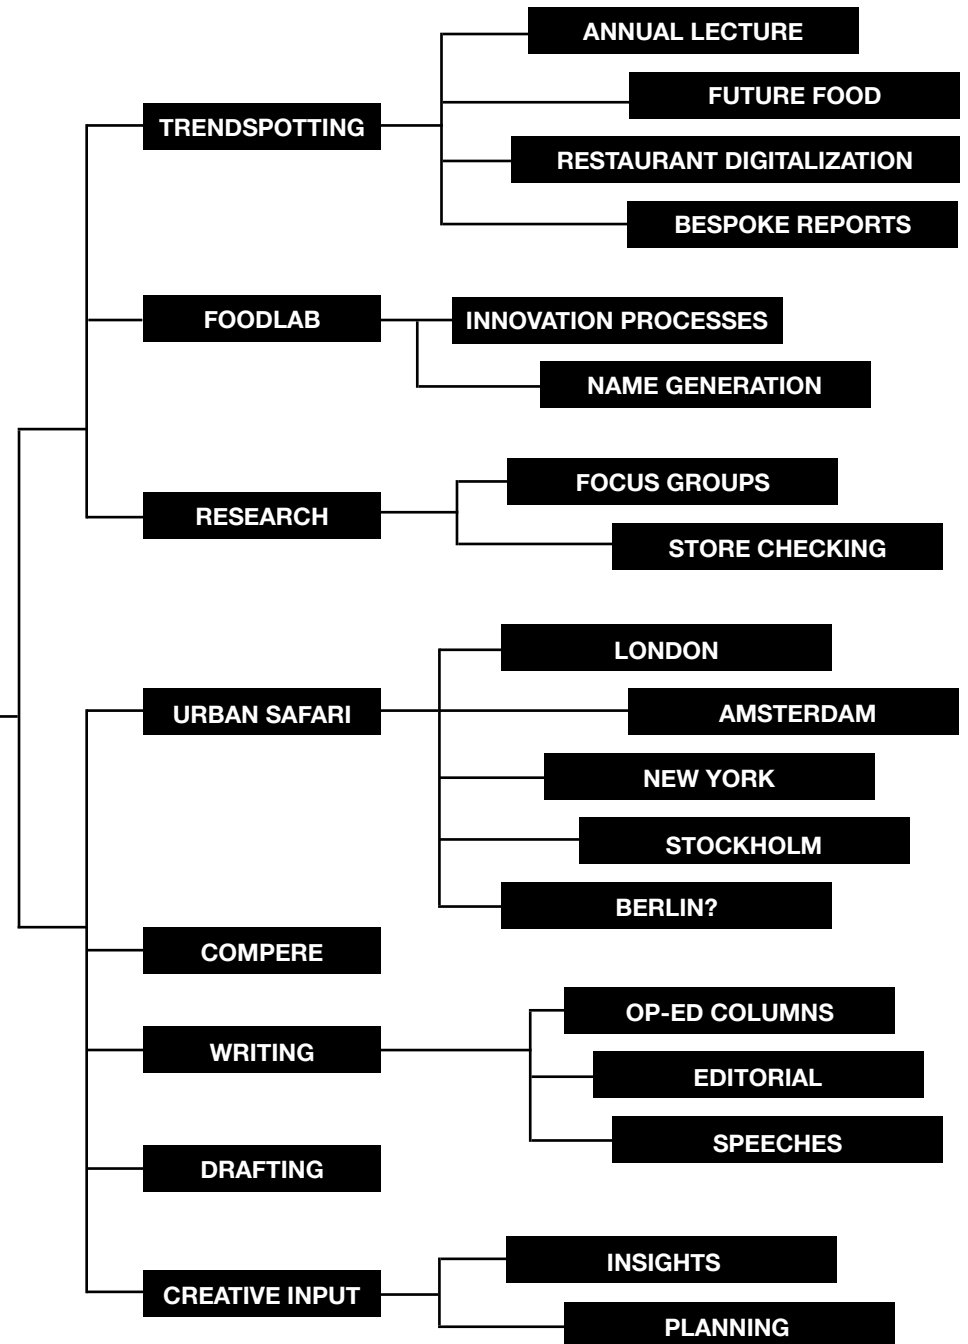 ANNUAL LECTURE
FUTURE FOOD
TRENDSPOTTING
RESTAURANT DIGITALIZATION
BESPOKE REPORTS
FOODLAB
INNOVATION PROCESSES
NAME GENERATION
FOCUS GROUPS
RESEARCH
STORE CHECKING
LONDON
URBAN SAFARI
AMSTERDAM
NEW YORK
STOCKHOLM
BERLIN?
COMPERE
OP-ED COLUMNS
WRITING
EDITORIAL
SPEECHES
DRAFTING
INSIGHTS
CREATIVE INPUT
PLANNING